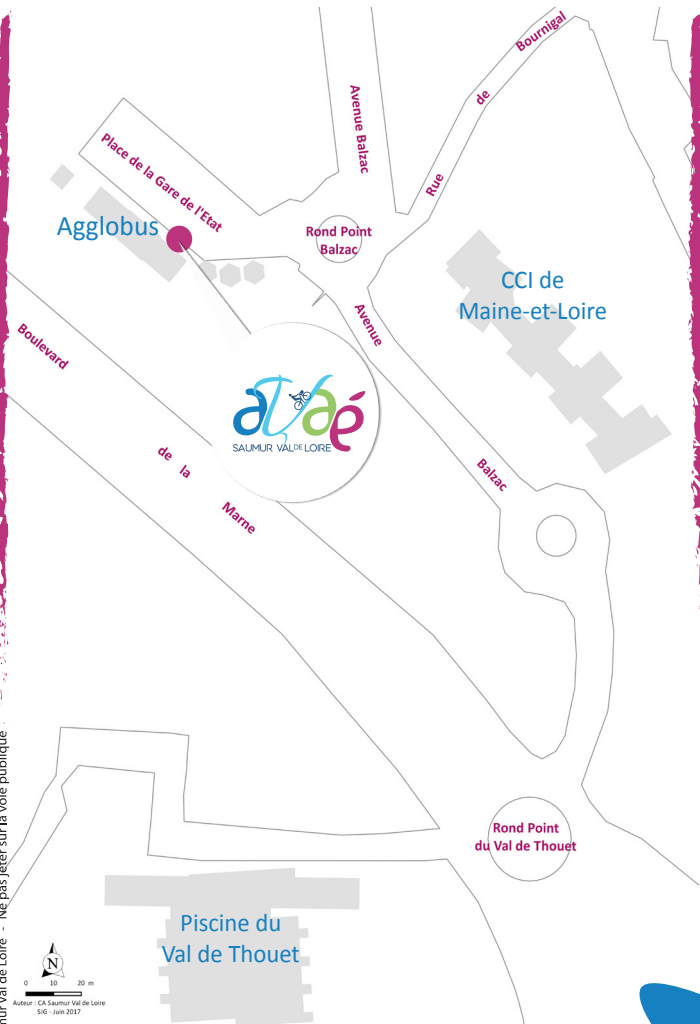 Bournigal
de
Rue
Avenue Balzac
Place de la Gare de l'Etat
Agglobus
Rond Point
Balzac
CCI de
Maine-et-Loire
Avenue
Balzac
Boulevard
de la
Marne
aVaé
SAUMUR VAL DE LOIRE
Rond Point
du Val de Thouet
Piscine du
Val de Thouet
N
0 10 20 m
Auteur : CA Saumur Val de Loire
SIG - Juin 2017
mur Val de Loire - Ne pas jeter sur la voie publique